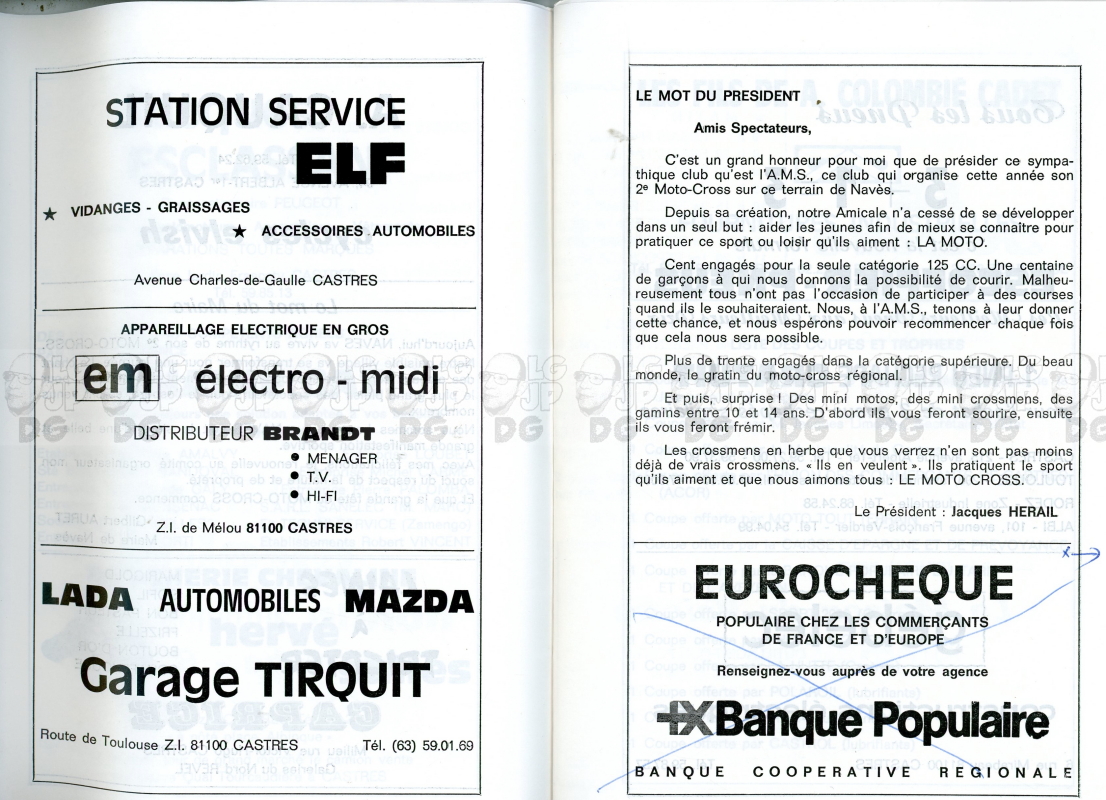 STATION SERVICE
ELF
★ VIDANGES - GRAISSAGES
★ ACCESSOIRES AUTOMOBILES
Avenue Charles-de-Gaulle CASTRES
APPAREILLAGE ELECTRIQUE EN GROS
em électro - midi
DISTRIBUTEUR BRANDT
• MENAGER
• T.V.
• HI-FI
Z.I. de Mélou 81100 CASTRES
LADA AUTOMOBILES MAZDA
Garage TIRQUIT
Route de Toulouse Z.I. 81100 CASTRES Tél. (63) 59.01.69
LE MOT DU PRESIDENT
Amis Spectateurs,
C'est un grand honneur pour moi que de présider ce sympa-
thique club qu'est l'A.M.S., ce club qui organise cette année son
2e Moto-Cross sur ce terrain de Navès.
Depuis sa création, notre Amicale n'a cessé de se développer
dans un seul but : aider les jeunes afin de mieux se connaître pour
pratiquer ce sport ou loisir qu'ils aiment : LA MOTO.
Cent engagés pour la seule catégorie 125 CC. Une centaine
de garçons à qui nous donnons la possibilité de courir. Malheu-
reusement tous n'ont pas l'occasion de participer à des courses
quand ils le souhaiteraient. Nous, à l'A.M.S., tenons à leur donner
cette chance, et nous espérons pouvoir recommencer chaque fois
que cela nous sera possible.
Plus de trente engagés dans la catégorie supérieure. Du beau
monde, le gratin du moto-cross régional.
Et puis, surprise ! Des mini motos, des mini crossmens, des
gamins entre 10 et 14 ans. D'abord ils vous feront sourire, ensuite
ils vous feront frémir.
Les crossmens en herbe que vous verrez n'en sont pas moins
déjà de vrais crossmens. « Ils en veulent ». Ils pratiquent le sport
qu'ils aiment et que nous aimons tous : LE MOTO CROSS.
Le Président : Jacques HERAIL
EUROCHEQUE
POPULAIRE CHEZ LES COMMERÇANTS
DE FRANCE ET D'EUROPE
Renseignez-vous auprès de votre agence
Banque Populaire
BANQUE COOPERATIVE REGIONALE